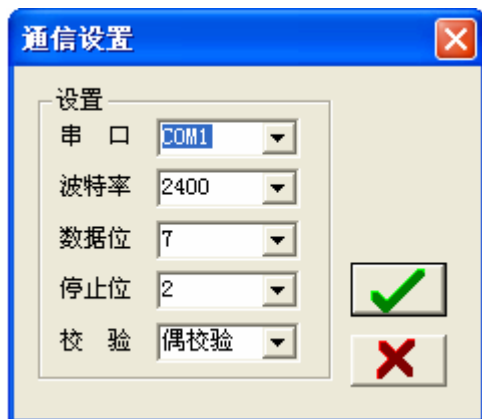 通信设置
设置
串 口 COM1
波特率 2400
数据位 7
停止位 2
校 验 偶校验